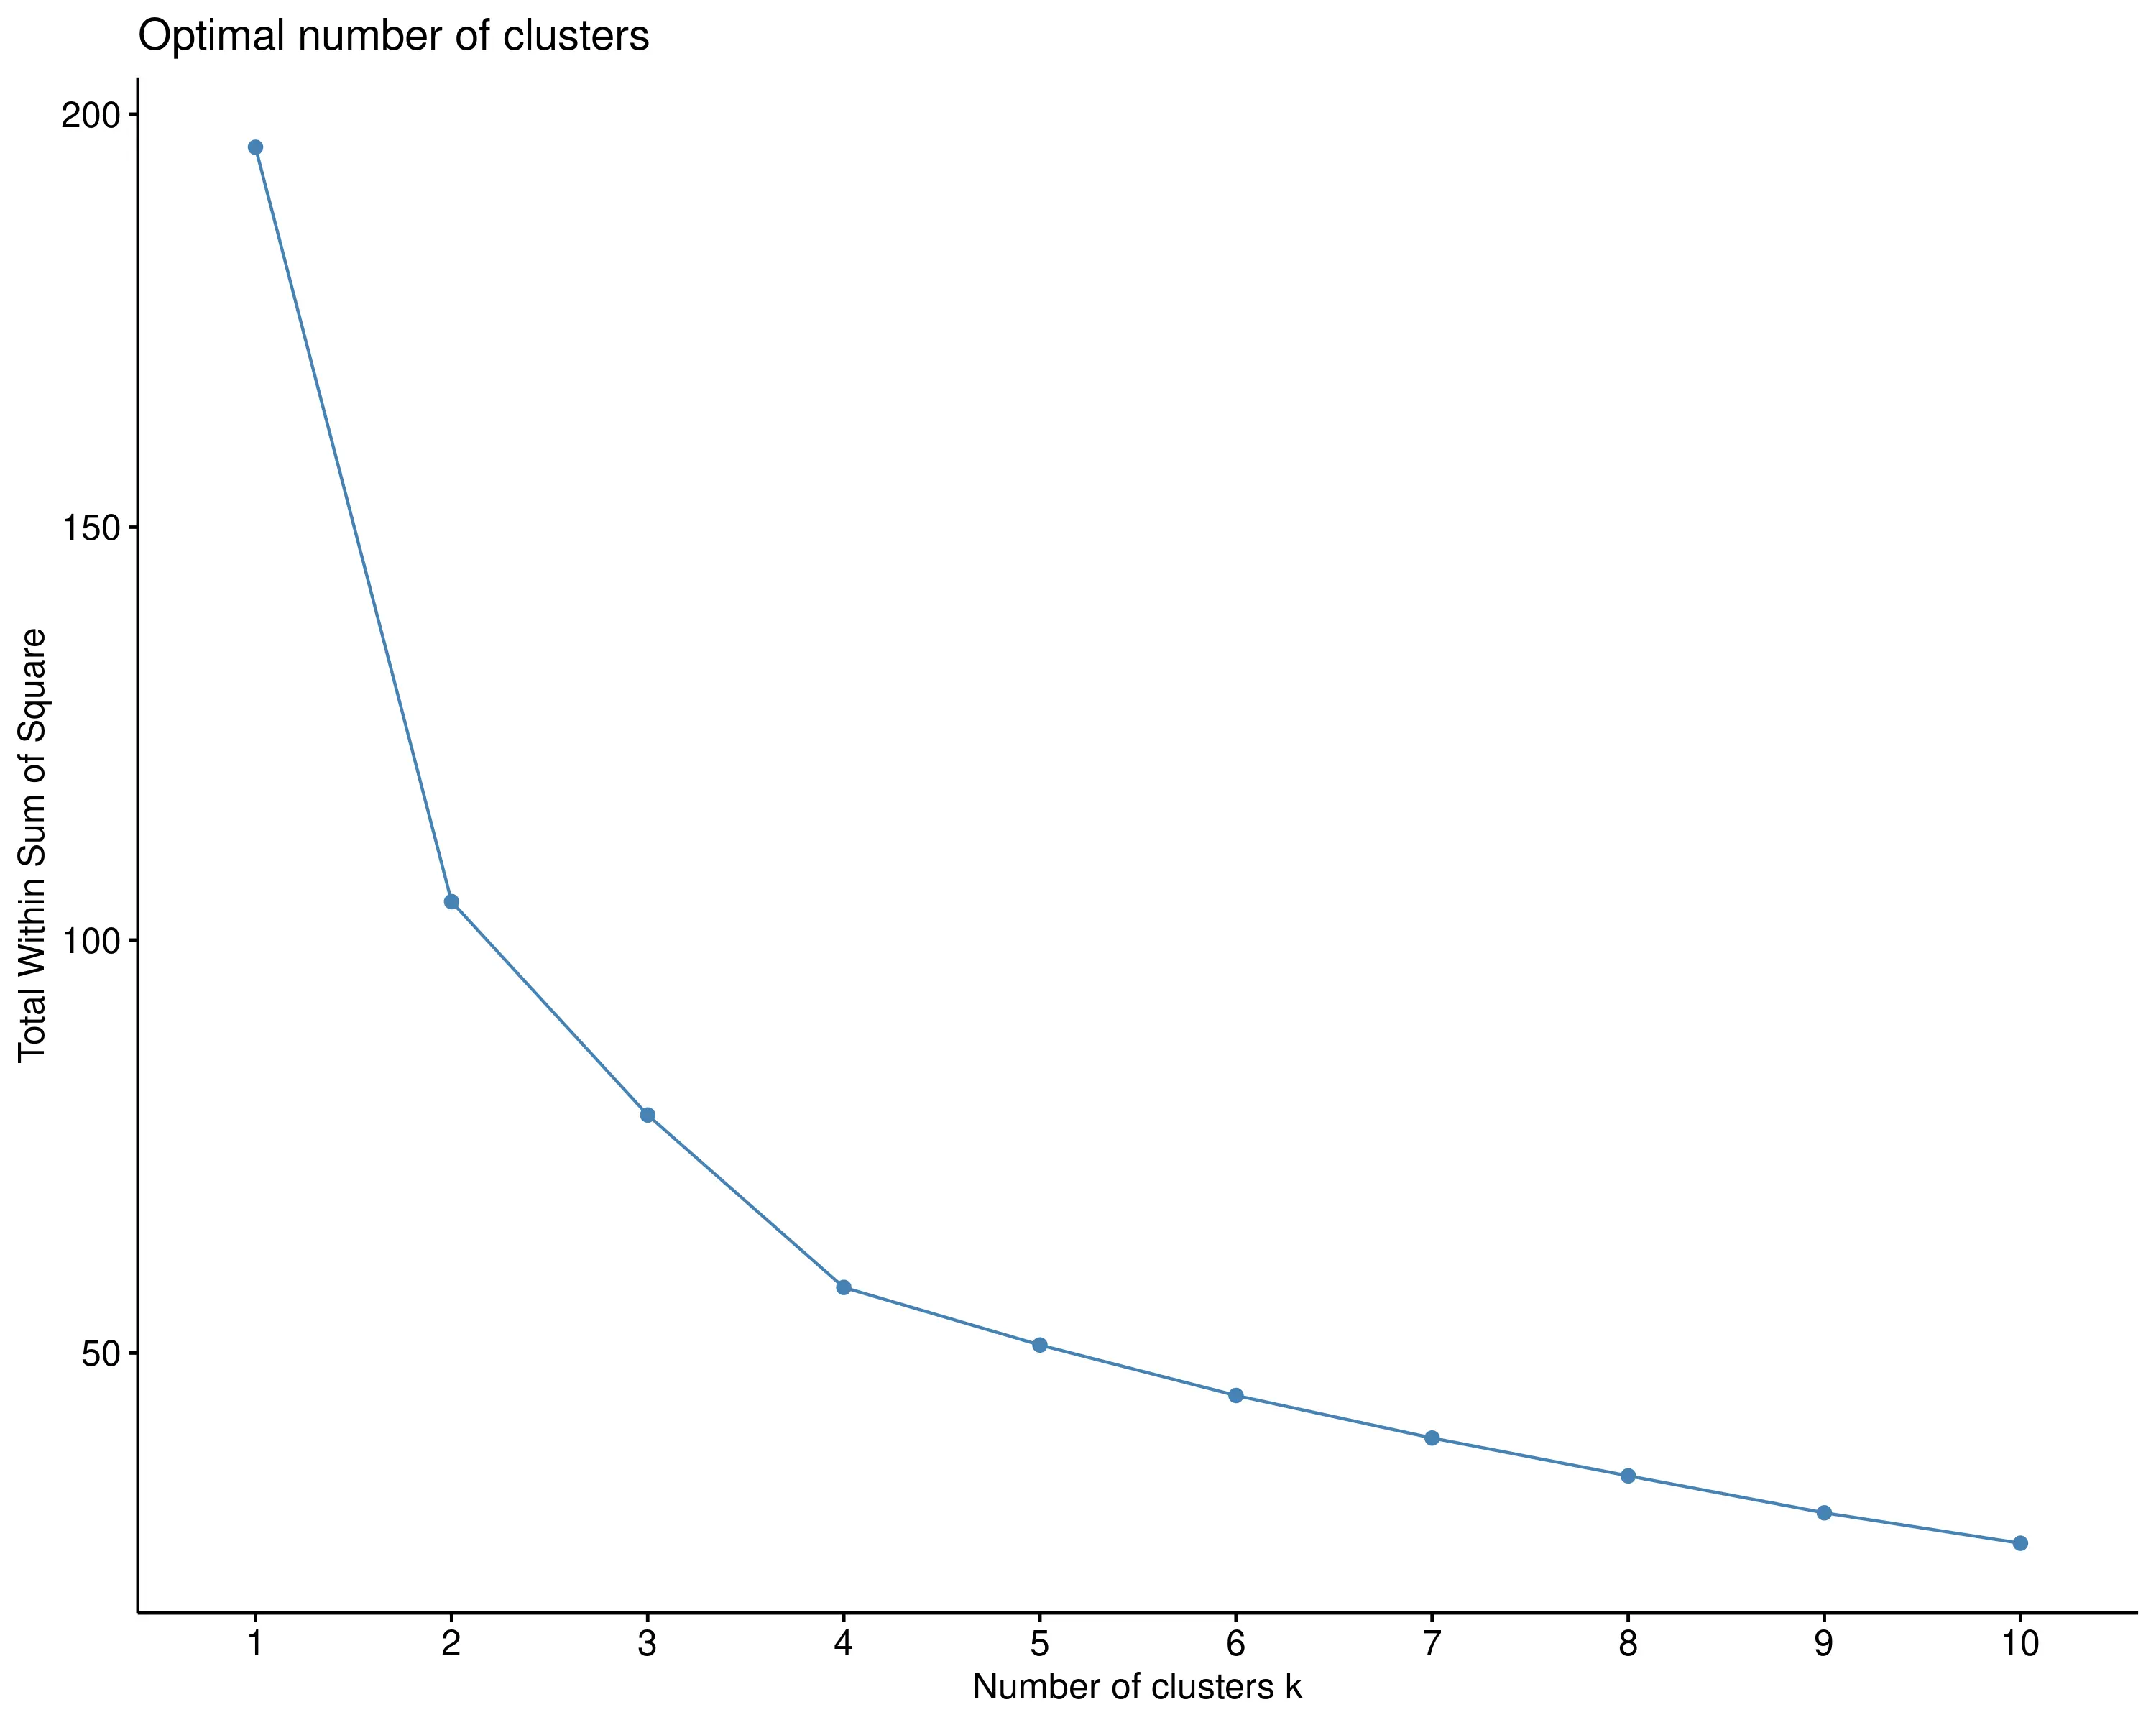 Optimal number of clusters
Total Within Sum of Square
200
150
100
50
1 2 3 4 5 6 7 8 9 10
Number of clusters k